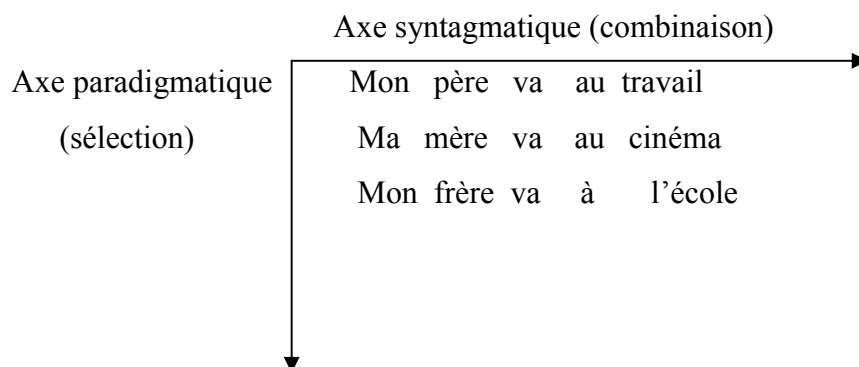 Axe syntagmatique (combinaison)
Axe paradigmatique Mon père va au travail
(sélection) Ma mère va au cinéma
Mon frère va à l’école